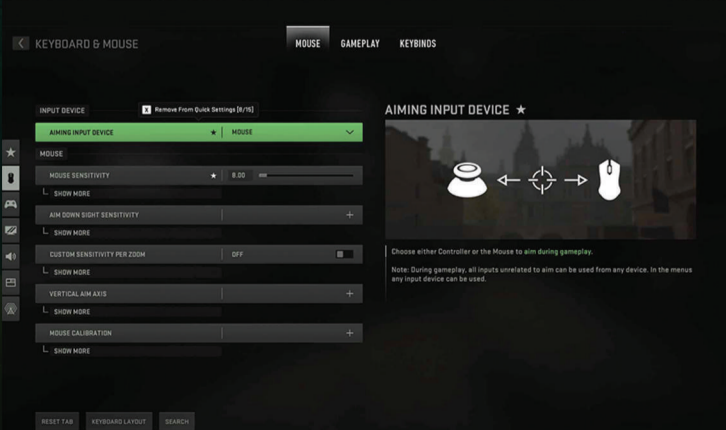 KEYBOARD & MOUSE
MOUSE GAMEPLAY KEYBINDS
INPUT DEVICE
X Remove From Quick Settings [8/15]
AIMING INPUT DEVICE MOUSE
MOUSE
MOUSE SENSITIVITY 8.00
SHOW MORE
AIM DOWN SIGHT SENSITIVITY
SHOW MORE
CUSTOM SENSITIVITY PER ZOOM OFF
SHOW MORE
VERTICAL AIM AXIS
SHOW MORE
MOUSE CALIBRATION
SHOW MORE
RESET TAB KEYBOARD LAYOUT SEARCH
AIMING INPUT DEVICE
Choose either Controller or the Mouse to aim during gameplay.
Note: During gameplay, all inputs unrelated to aim can be used from any device. In the menus
any input device can be used.